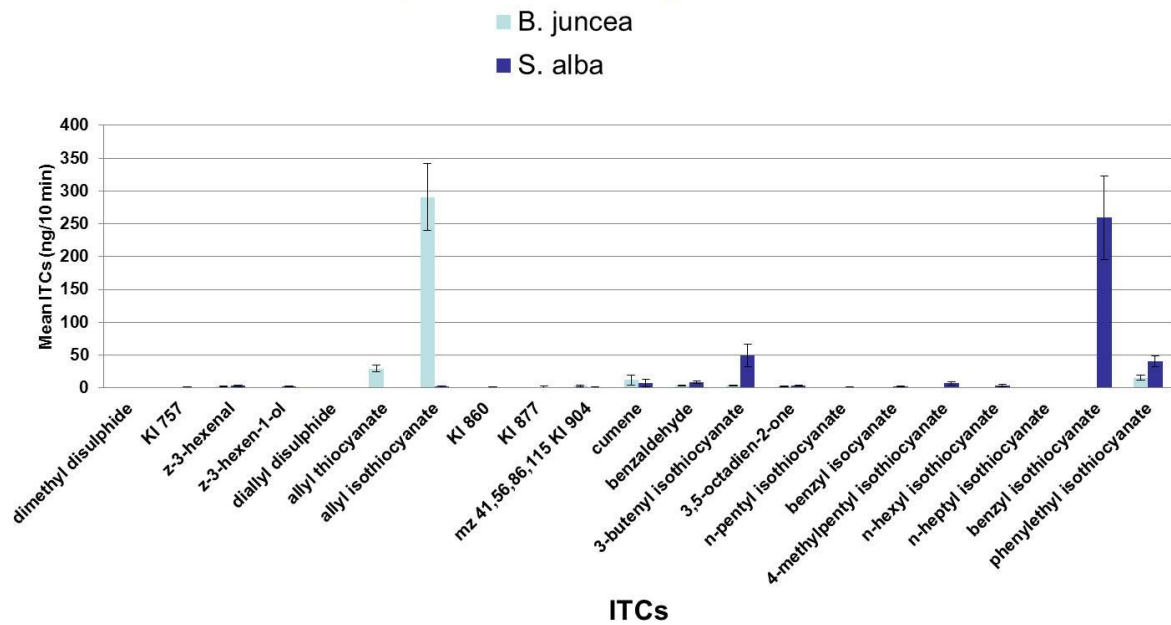 B. juncea
S. alba
Mean ITCs (ng/10 min)
400
350
300
250
200
150
100
50
0
dimethyl disulphide
KI 757
z-3-hexenal
z-3-hexen-1-ol
diallyl disulphide
allyl thiocyanate
allyl isothiocyanate
KI 860
KI 877
mz 41,56,86,115 KI 904
cumene
benzaldehyde
3-butenyl isothiocyanate
3,5-octadien-2-one
n-pentyl isothiocyanate
benzyl isocyanate
4-methylpentyl isothiocyanate
n-hexyl isothiocyanate
n-heptyl isothiocyanate
benzyl isothiocyanate
phenylethyl isothiocyanate
ITCs